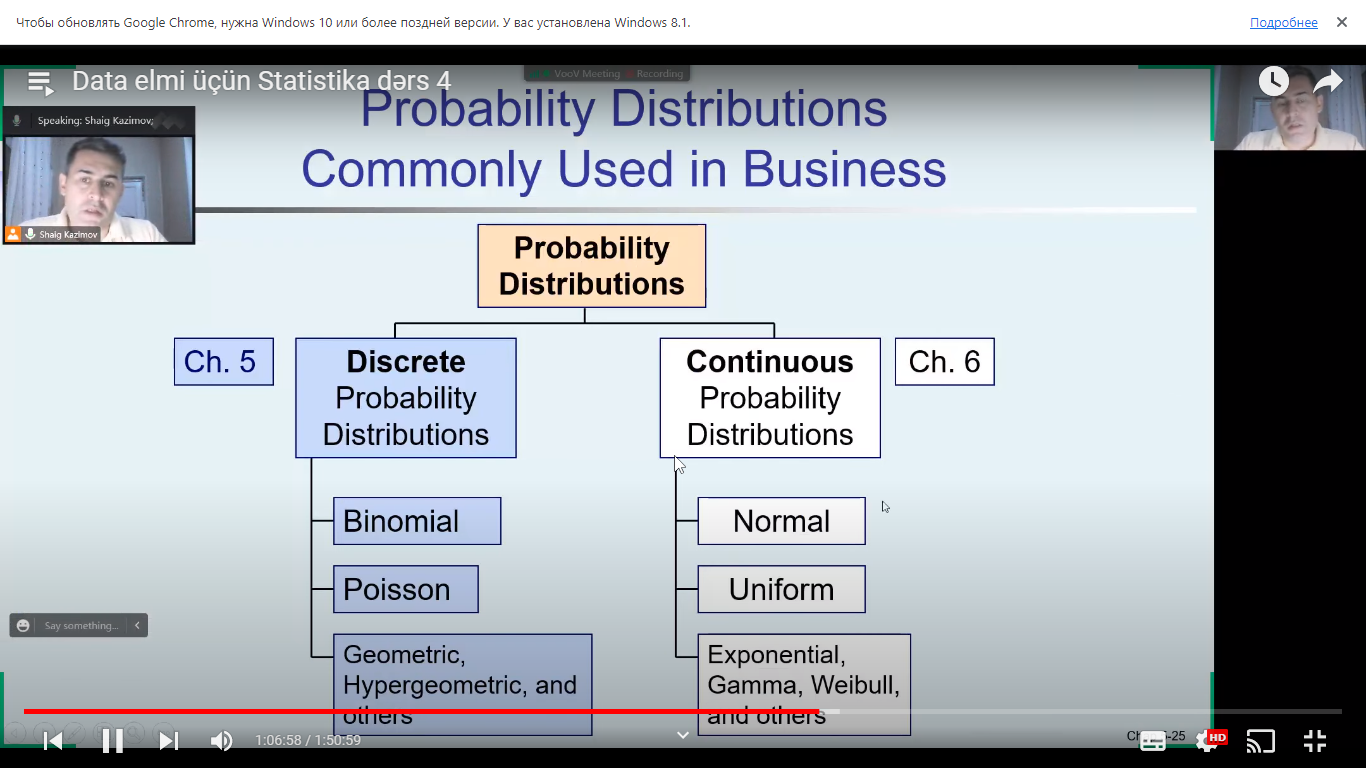 Чтобы обновлять Google Chrome, нужна Windows 10 или более поздней версии. У вас установлена Windows 8.1.
Подробнее
Data elmi üçün Statistika dərs 4
VooV Meeting
Recording
Speaking: Shaig Kazimov;
Shaig Kazimov
Probability Distributions
Commonly Used in Business
Probability
Distributions
Ch. 5
Discrete
Probability
Distributions
Continuous
Probability
Distributions
Ch. 6
Binomial
Poisson
Geometric,
Hypergeometric, and
others
Normal
Uniform
Exponential,
Gamma, Weibull,
and others
Say something...
1:06:58 / 1:50:59
HD
-25